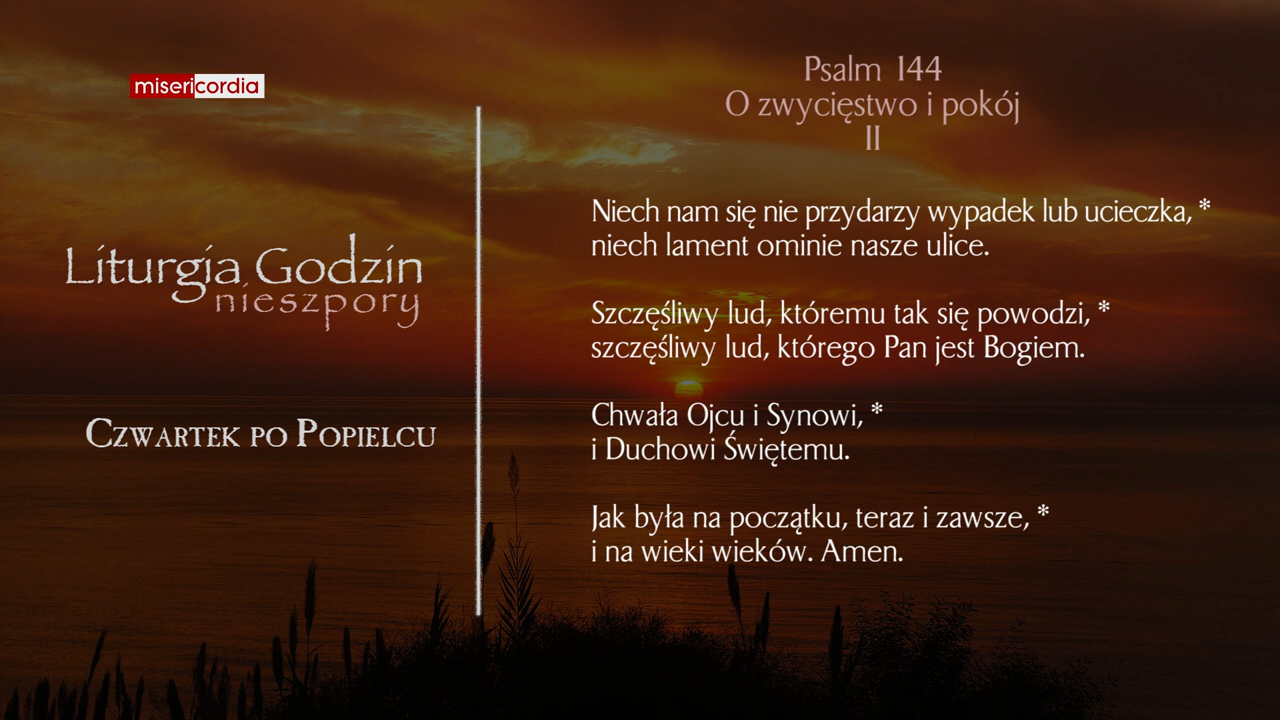 misericordia
Liturgia Godzin
nieszpory
Czwartek po Popielcu
Psalm 144
O zwycięstwo i pokój
II
Niech nam się nie przydarzy wypadek lub ucieczka, *
niech lament ominie nasze ulice.
Szczęśliwy lud, któremu tak się powodzi, *
szczęśliwy lud, którego Pan jest Bogiem.
Chwała Ojcu i Synowi, *
i Duchowi Świętemu.
Jak była na początku, teraz i zawsze, *
i na wieki wieków. Amen.